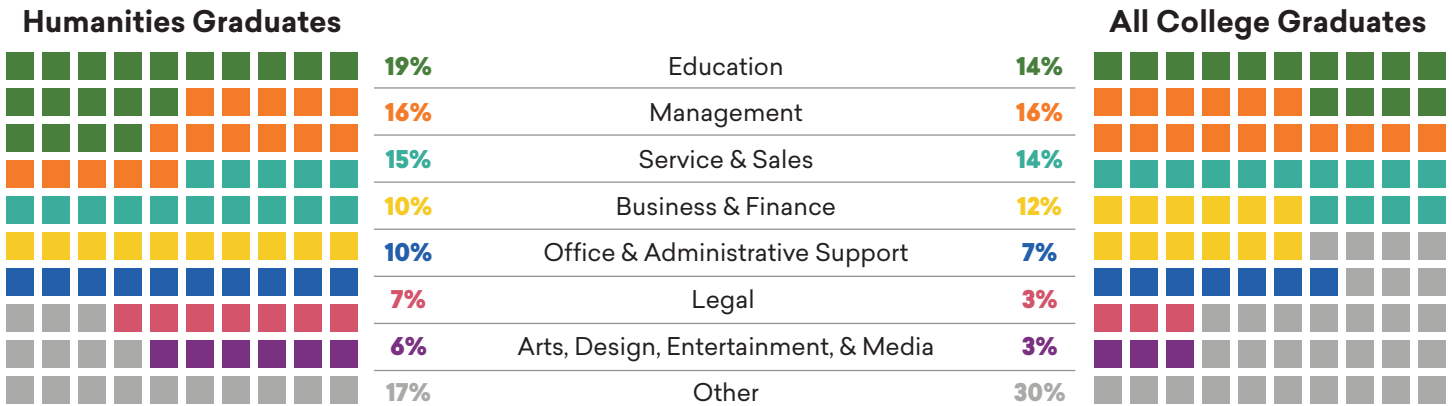 Humanities Graduates
All College Graduates
19% Education 14%
16% Management 16%
15% Service & Sales 14%
10% Business & Finance 12%
10% Office & Administrative Support 7%
7% Legal 3%
6% Arts, Design, Entertainment, & Media 3%
17% Other 30%